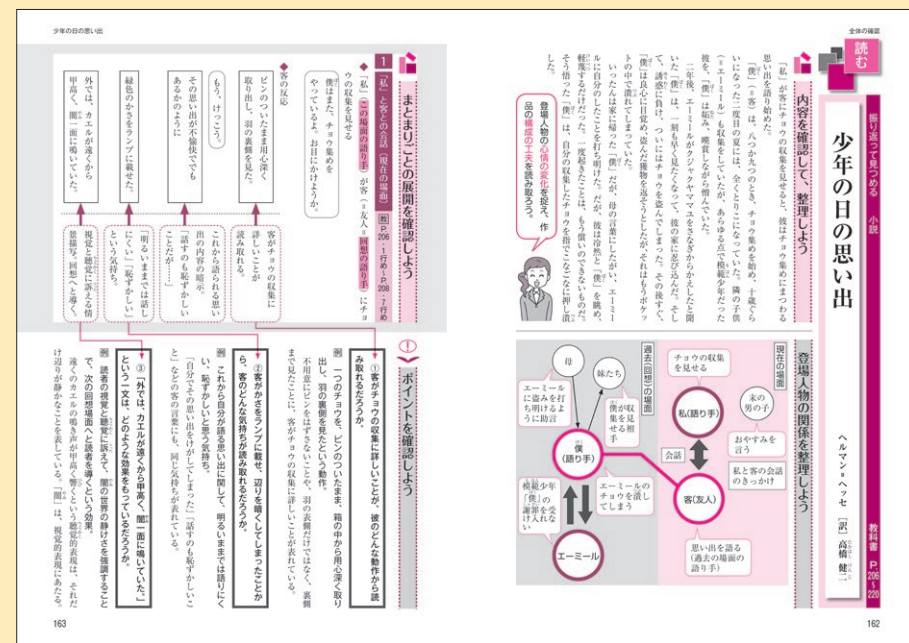 全体の確認
読む
振り返って見つめる 小説
少年の日の思い出
ヘルマン=ヘッセ [訳]高橋健二
教科書 P.206~220
内容を確認して、整理しよう
「私」が客にチョウの収集を見せると、彼はチョウ集めにまつわる
思い出を語り始めた。
「僕」(=客)は、八つか九つのとき、チョウ集めを始め、十歳ぐら
いになった二度目の夏には、全くとりこになっていた。隣の子供
(=エーミール)も収集をしていたが、あらゆる点で模範少年だった
彼を、「僕」は妬み、嘆賞しながら憎んでいた。
二年後、エーミールがクジャクヤママユをさなぎからかえしたと聞
いた「僕」は、一刻も早く見たくなって、彼の家に忍び込んだ。そし
て、誘惑に負け、ついにはチョウを盗んでしまった。その後すぐ、
「僕」は良心に目覚め、盗んだ獲物を返そうとしたが、それはもうポケッ
トの中で潰れてしまっていた。
いったんは家に帰った「僕」だが、母の言葉にしたがい、エーミー
ルに自分のしたことを打ち明けた。だが、彼は冷然と「僕」を眺め、
軽蔑するだけだった。一度起きたことは、もう償いのできないものだ。
そう悟った「僕」は、自分の収集したチョウを指でこなごなに押し潰
した。
登場人物の心情の変化を捉え、作
品の構成の工夫を読み取ろう。
登場人物の関係を整理しよう
現在の場面
チョウの収集
を見せる
私(語り手)
末の
男の子
おやすみを
言う
会話
私と客の会話
のきっかけ
客(友人)
思い出を語る
(過去の場面の
語り手)
過去(回想)の場面
母
妹たち
エーミール
に盗みを打
ち明けるよ
うに助言
僕が収
集を見
せる相
手
僕
(語り手)
模範少年
「僕」の
謝罪を受
け入れな
い
エーミールの
チョウを潰し
てしまう
エーミール
162
少年の日の思い出
まとまりごとの展開を確認しよう
1 「私」と客との会話(現在の場面) 教P.206・1行め~P.208・7行め
◆「私」(この場面の語り手)が客(=友人=回想の語り手)にチョ
ウの収集を見せる
僕はまた、チョウ集めを
やっているよ。お目にかけようか。
◆客の反応
ピンのついたまま用心深く
取り出し、羽の裏側を見た。
もう、けっこう。
その思い出が不愉快ででも
あるかのように
緑色のかさをランプに載せた。
外では、カエルが遠くから
甲高く、闇一面に鳴いていた。
客がチョウの収集に
詳しいことが
読み取れる。
これから語られる思い
出の内容の暗示。
「話すのも恥ずかしい
ことだが……」
「明るいままでは話し
にくい」「恥ずかしい」
という気持ち。
視覚と聴覚に訴える情
景描写。回想へと導く。
ポイントを確認しよう
①客がチョウの収集に詳しいことが、彼のどんな動作から読
み取れるだろうか。
例 一つのチョウを、ピンのついたまま、箱の中から用心深く取り
出し、羽の裏側を見たという動作。
不用意にピンをはずさないことや、羽の表側だけではなく、裏側
まで見たことに、客がチョウの収集に詳しいことが表れている。
②客がかさをランプに載せ、辺りを暗くしてしまったことか
ら、客のどんな気持ちが読み取れるだろうか。
例 これから自分が語る思い出に関して、明るいままでは語りにく
い、恥ずかしいと思う気持ち。
「自分でその思い出をけがしてしまった」「話すのも恥ずかしいこ
と」などの客の言葉にも、同じ気持ちが表れている。
③「外では、カエルが遠くから甲高く、闇一面に鳴いていた。」
という一文は、どのような効果をもっているだろうか。
例 読者の視覚と聴覚に訴えて、闇の世界の静けさを強調すること
で、次の回想場面へと読者を導くという効果。
遠くのカエルの鳴き声が甲高く響くという聴覚的表現は、それだ
け辺りが静かなことを表している。「闇」は、視覚的表現にあたる。
163